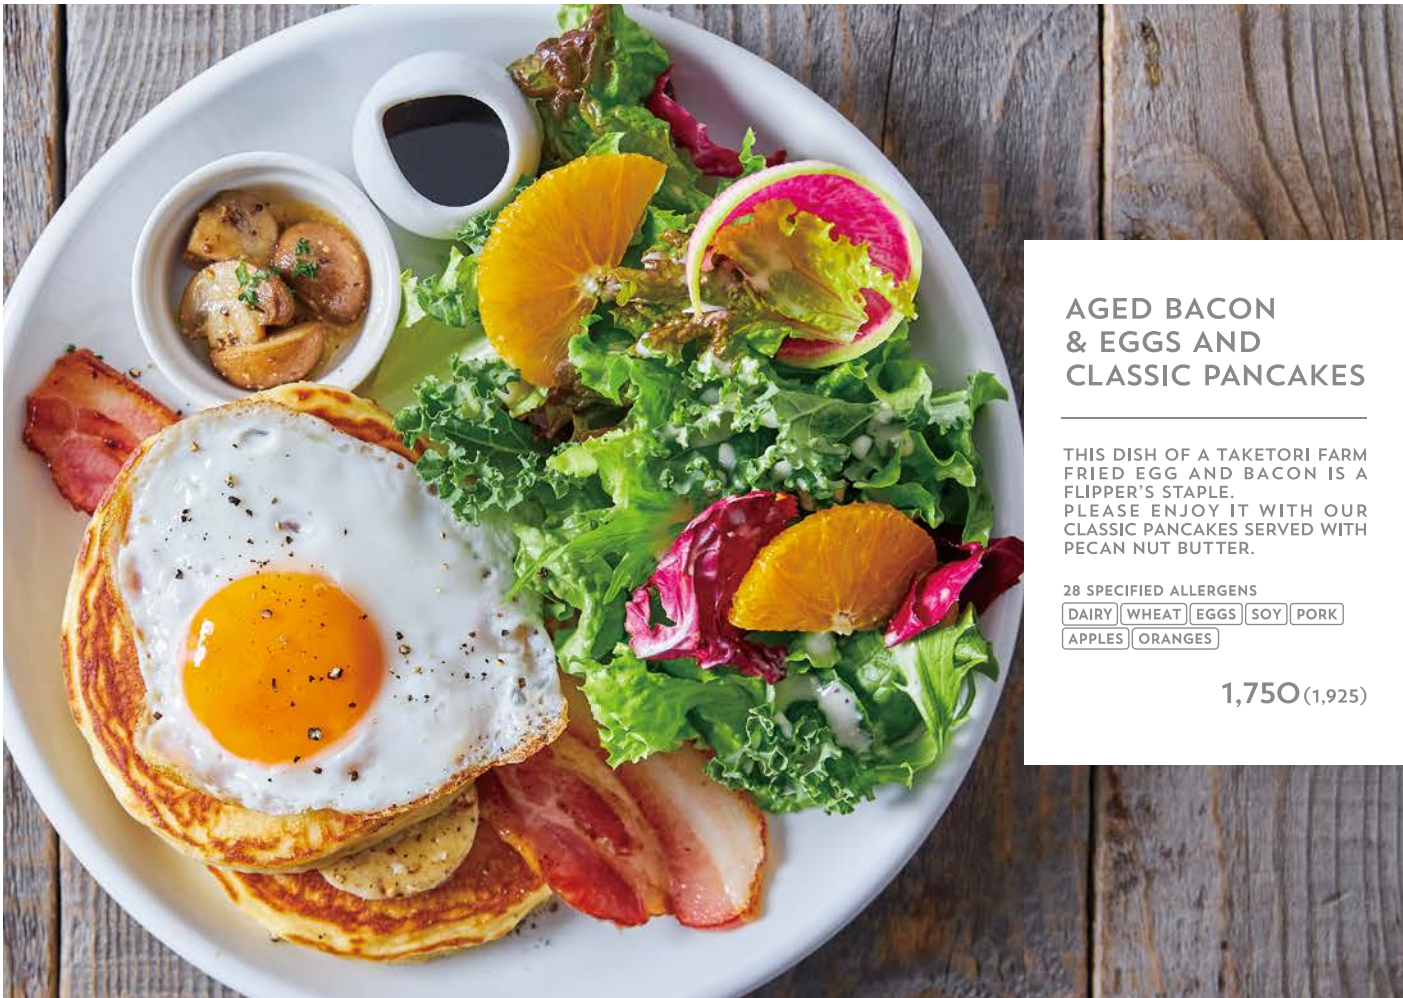 AGED BACON
& EGGS AND
CLASSIC PANCAKES
THIS DISH OF A TAKETORI FARM
FRIED EGG AND BACON IS A
FLIPPER'S STAPLE.
PLEASE ENJOY IT WITH OUR
CLASSIC PANCAKES SERVED WITH
PECAN NUT BUTTER.
28 SPECIFIED ALLERGENS
DAIRY WHEAT EGGS SOY PORK
APPLES ORANGES
1,750 (1,925)